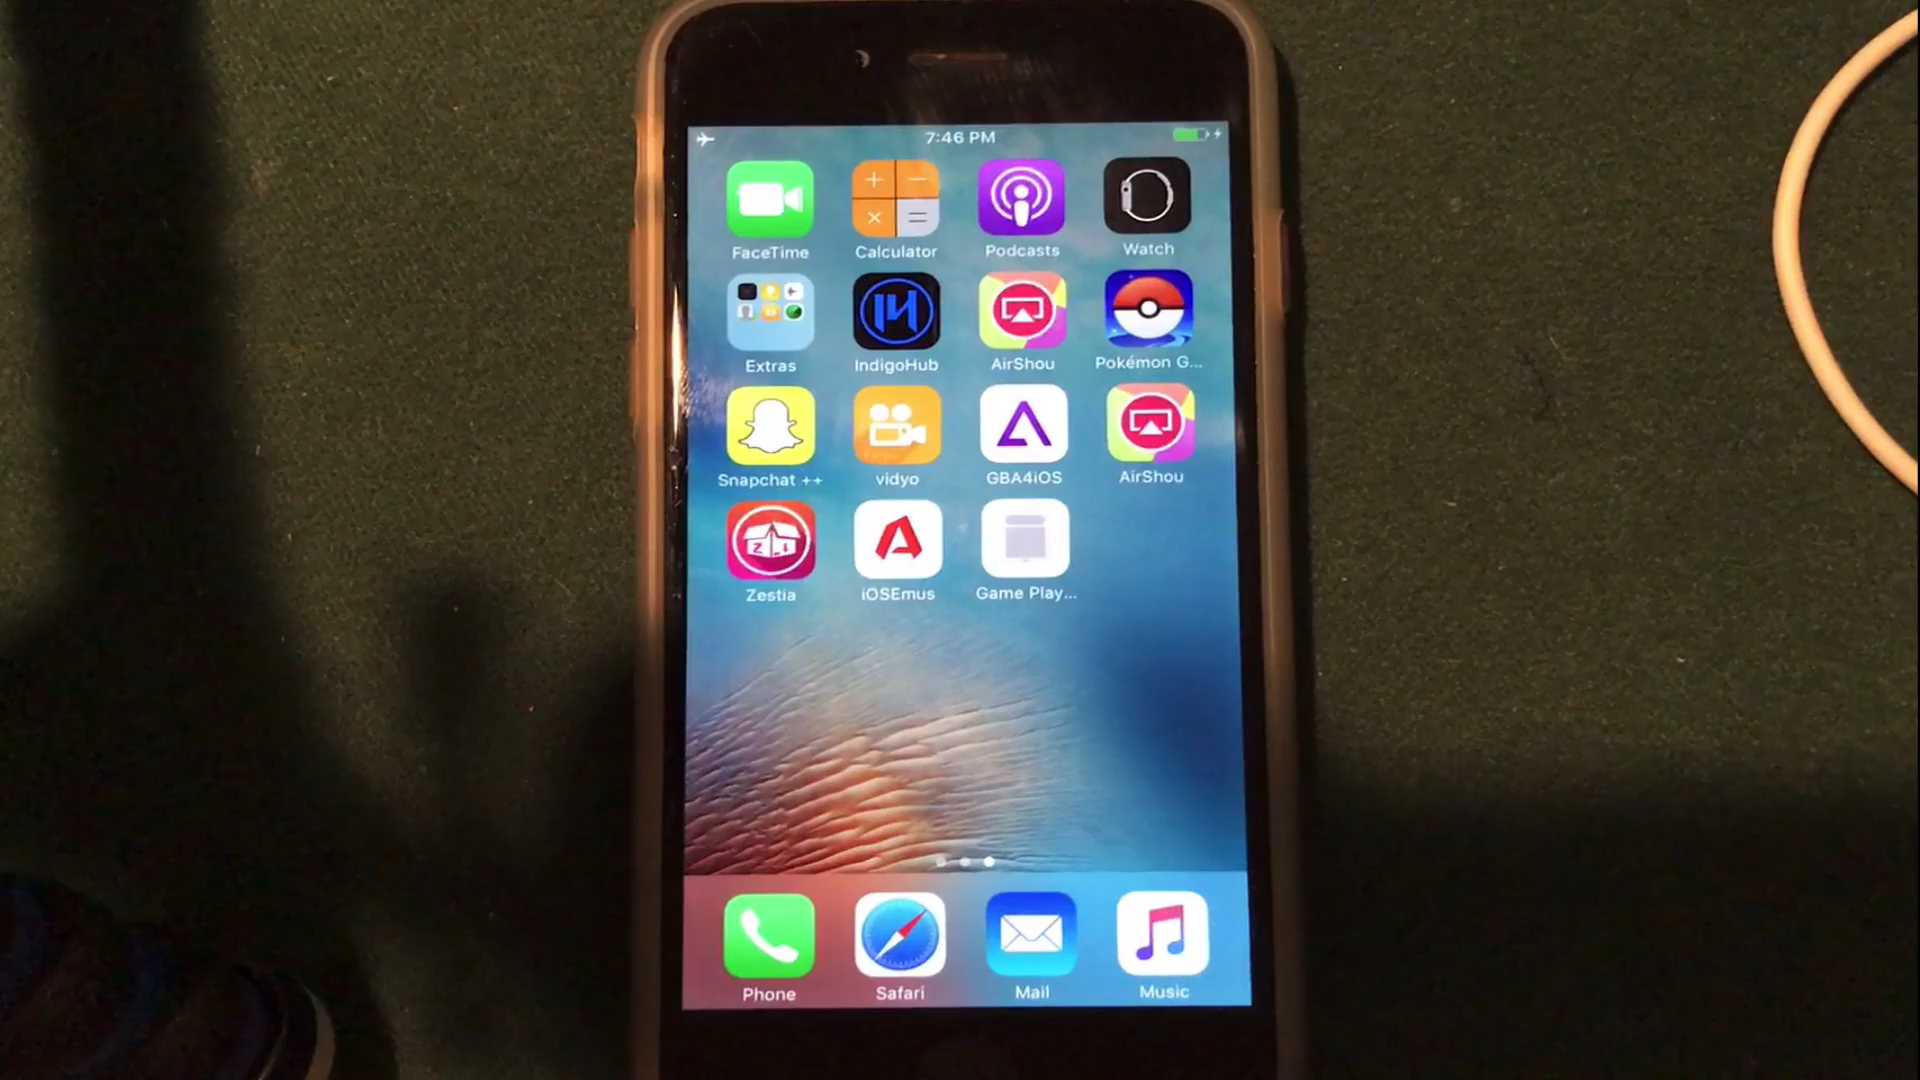 7:46 PM
FaceTime Calculator Podcasts Watch
Extras IndigoHub AirShou Pokémon G...
Snapchat ++ vidyo GBA4iOS AirShou
Zestia iOSEmus Game Play...
Phone Safari Mail Music